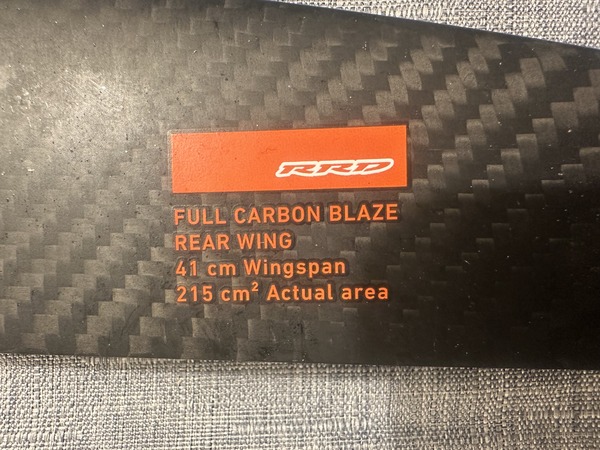 RRD
FULL CARBON BLAZE
REAR WING
41 cm Wingspan
215 cm² Actual area